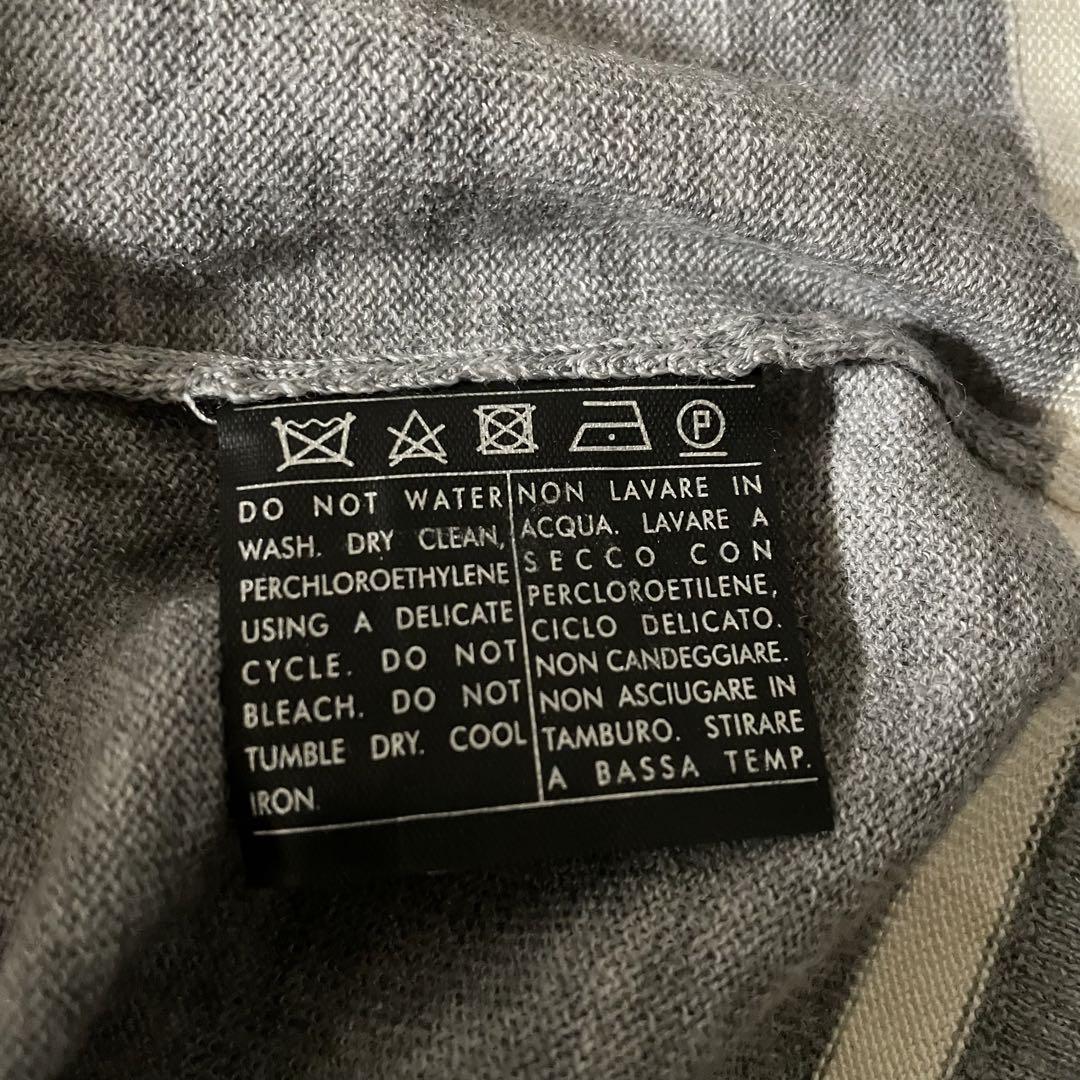 P
DO NOT WATER
WASH. DRY CLEAN,
PERCHLOROETHYLENE
USING A DELICATE
CYCLE. DO NOT
BLEACH. DO NOT
TUMBLE DRY. COOL
IRON.
NON LAVARE IN
ACQUA. LAVARE A
SECCO CON
PERCLOROETILENE,
CICLO DELICATO.
NON CANDEGGIARE.
NON ASCIUGARE IN
TAMBURO. STIRARE
A BASSA TEMP.